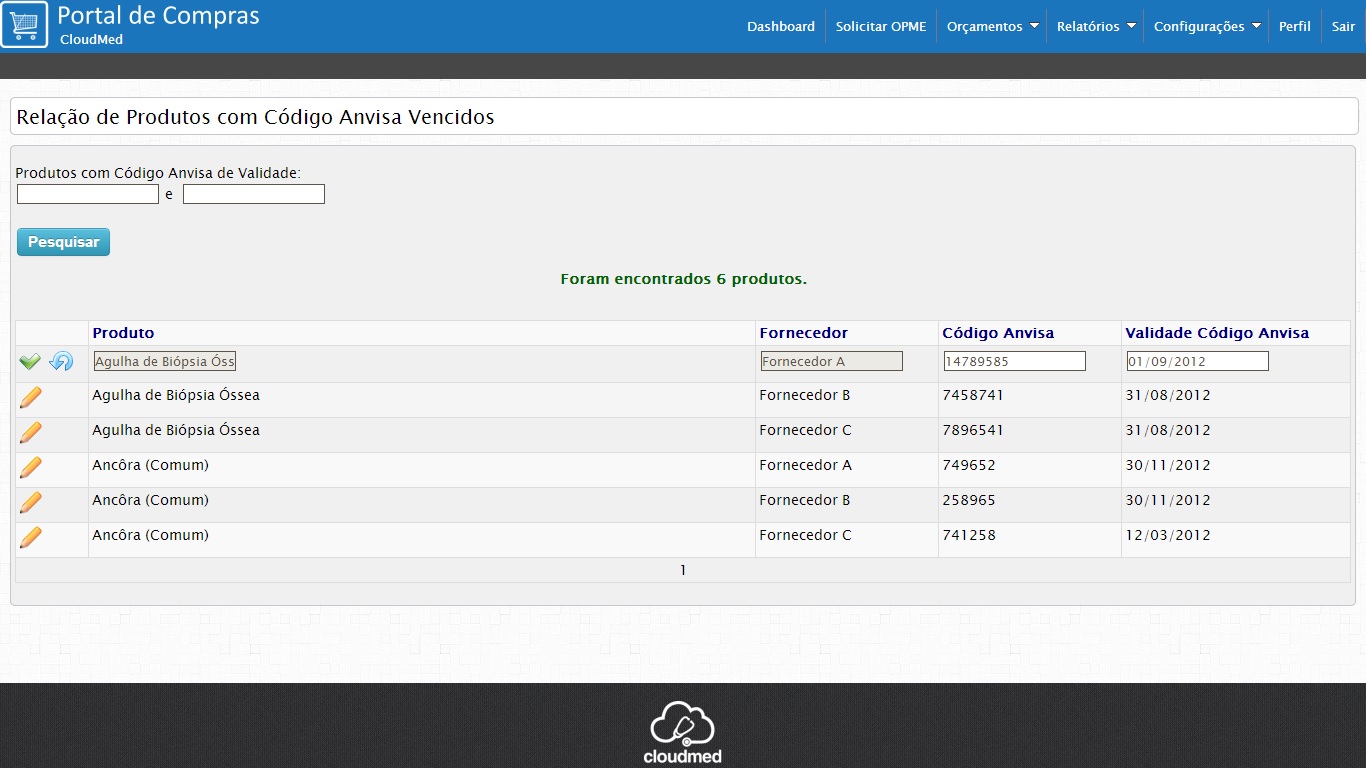 Portal de Compras
CloudMed
Dashboard Solicitar OPME Orçamentos Relatórios Configurações Perfil Sair
Relação de Produtos com Código Anvisa Vencidos
Produtos com Código Anvisa de Validade:
e
Pesquisar
Foram encontrados 6 produtos.
Produto Fornecedor Código Anvisa Validade Código Anvisa
Agulha de Biópsia Óss Fornecedor A 14789585 01/09/2012
Agulha de Biópsia Óssea Fornecedor B 7458741 31/08/2012
Agulha de Biópsia Óssea Fornecedor C 7896541 31/08/2012
Ancôra (Comum) Fornecedor A 749652 30/11/2012
Ancôra (Comum) Fornecedor B 258965 30/11/2012
Ancôra (Comum) Fornecedor C 741258 12/03/2012
1
cloudmed